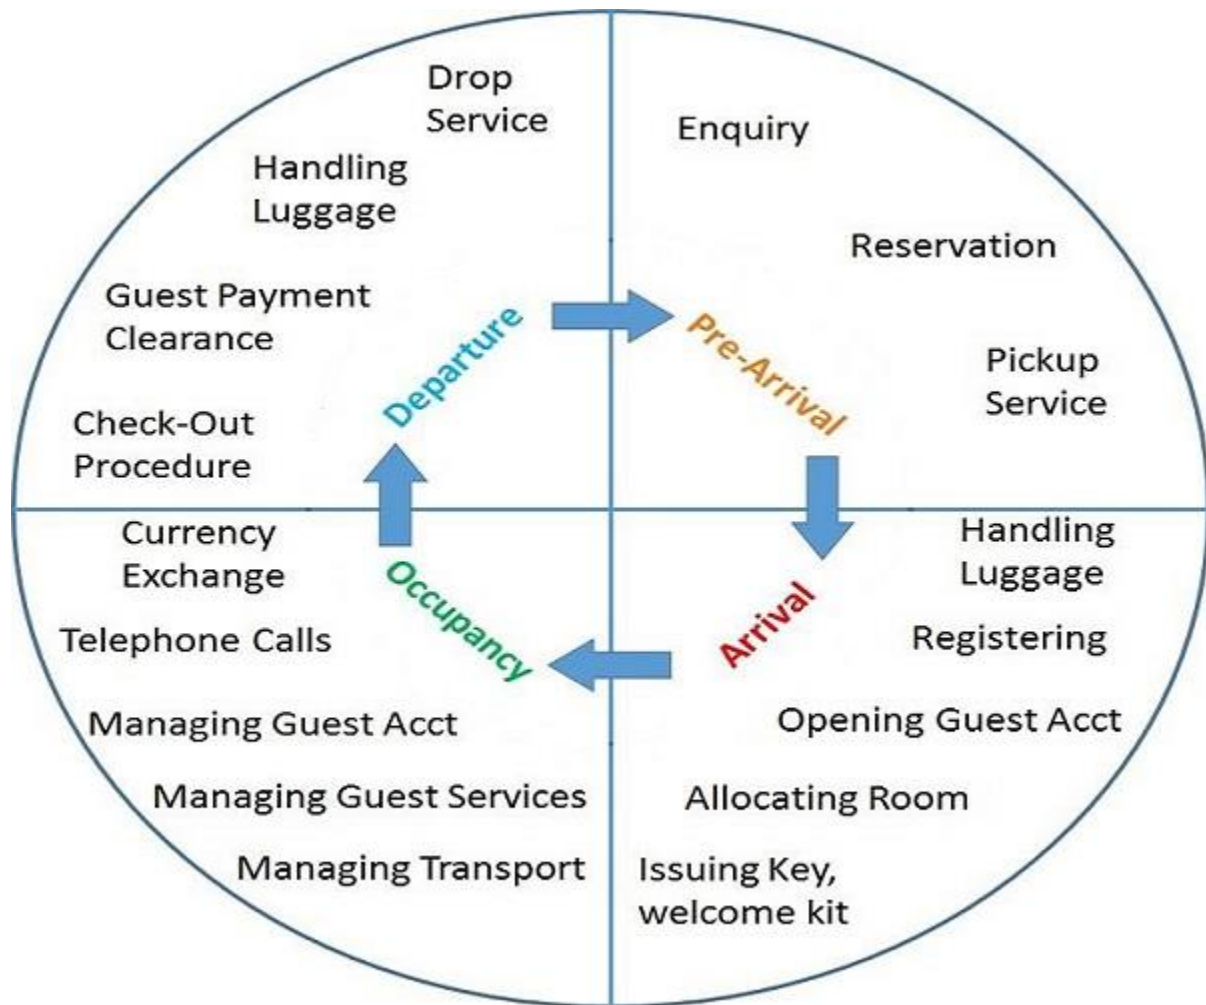 Drop
Service
Handling
Luggage
Guest Payment
Clearance
Check-Out
Procedure
Departure
Enquiry
Reservation
Pickup
Service
Pre-Arrival
Handling
Luggage
Registering
Opening Guest Acct
Allocating Room
Issuing Key,
welcome kit
Arrival
Currency
Exchange
Telephone Calls
Managing Guest Acct
Managing Guest Services
Managing Transport
Occupancy